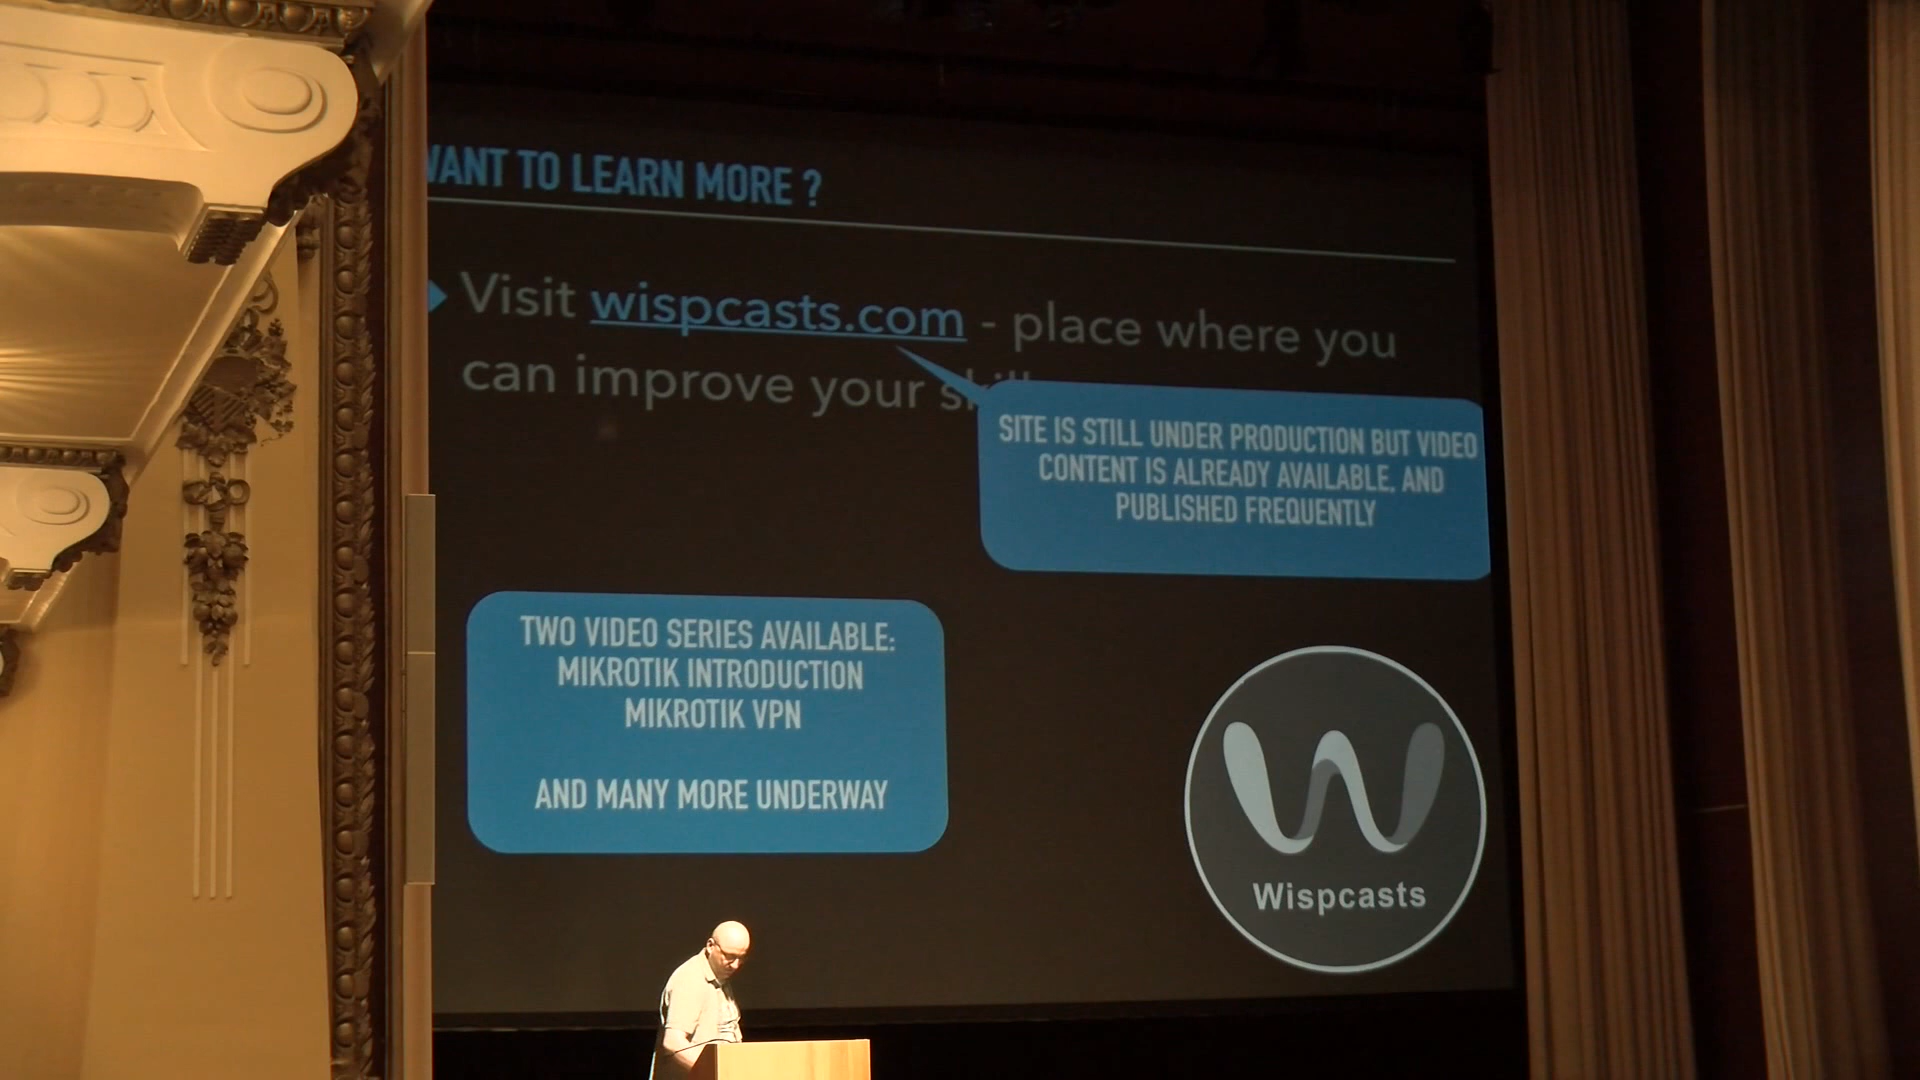 WANT TO LEARN MORE ?
Visit wispcasts.com - place where you
can improve your skill
SITE IS STILL UNDER PRODUCTION BUT VIDEO
CONTENT IS ALREADY AVAILABLE, AND
PUBLISHED FREQUENTLY
TWO VIDEO SERIES AVAILABLE:
MIKROTIK INTRODUCTION
MIKROTIK VPN
AND MANY MORE UNDERWAY
Wispcasts